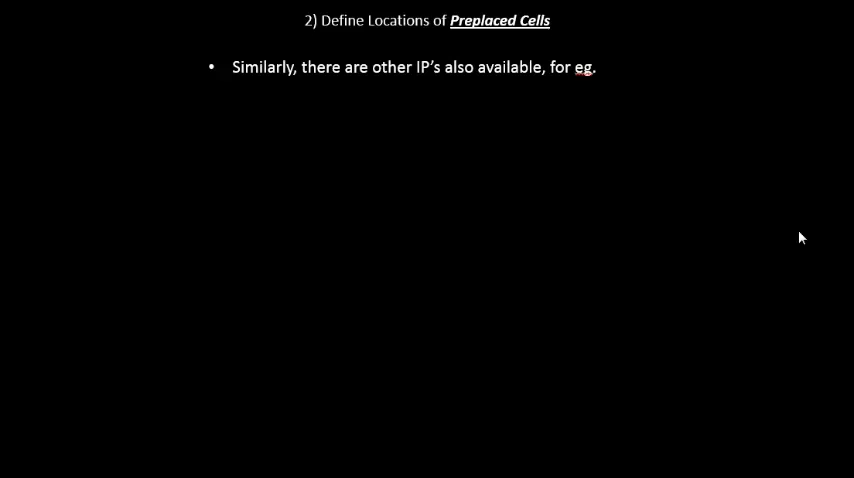 2) Define Locations of Preplaced Cells
• Similarly, there are other IP's also available, for eg.